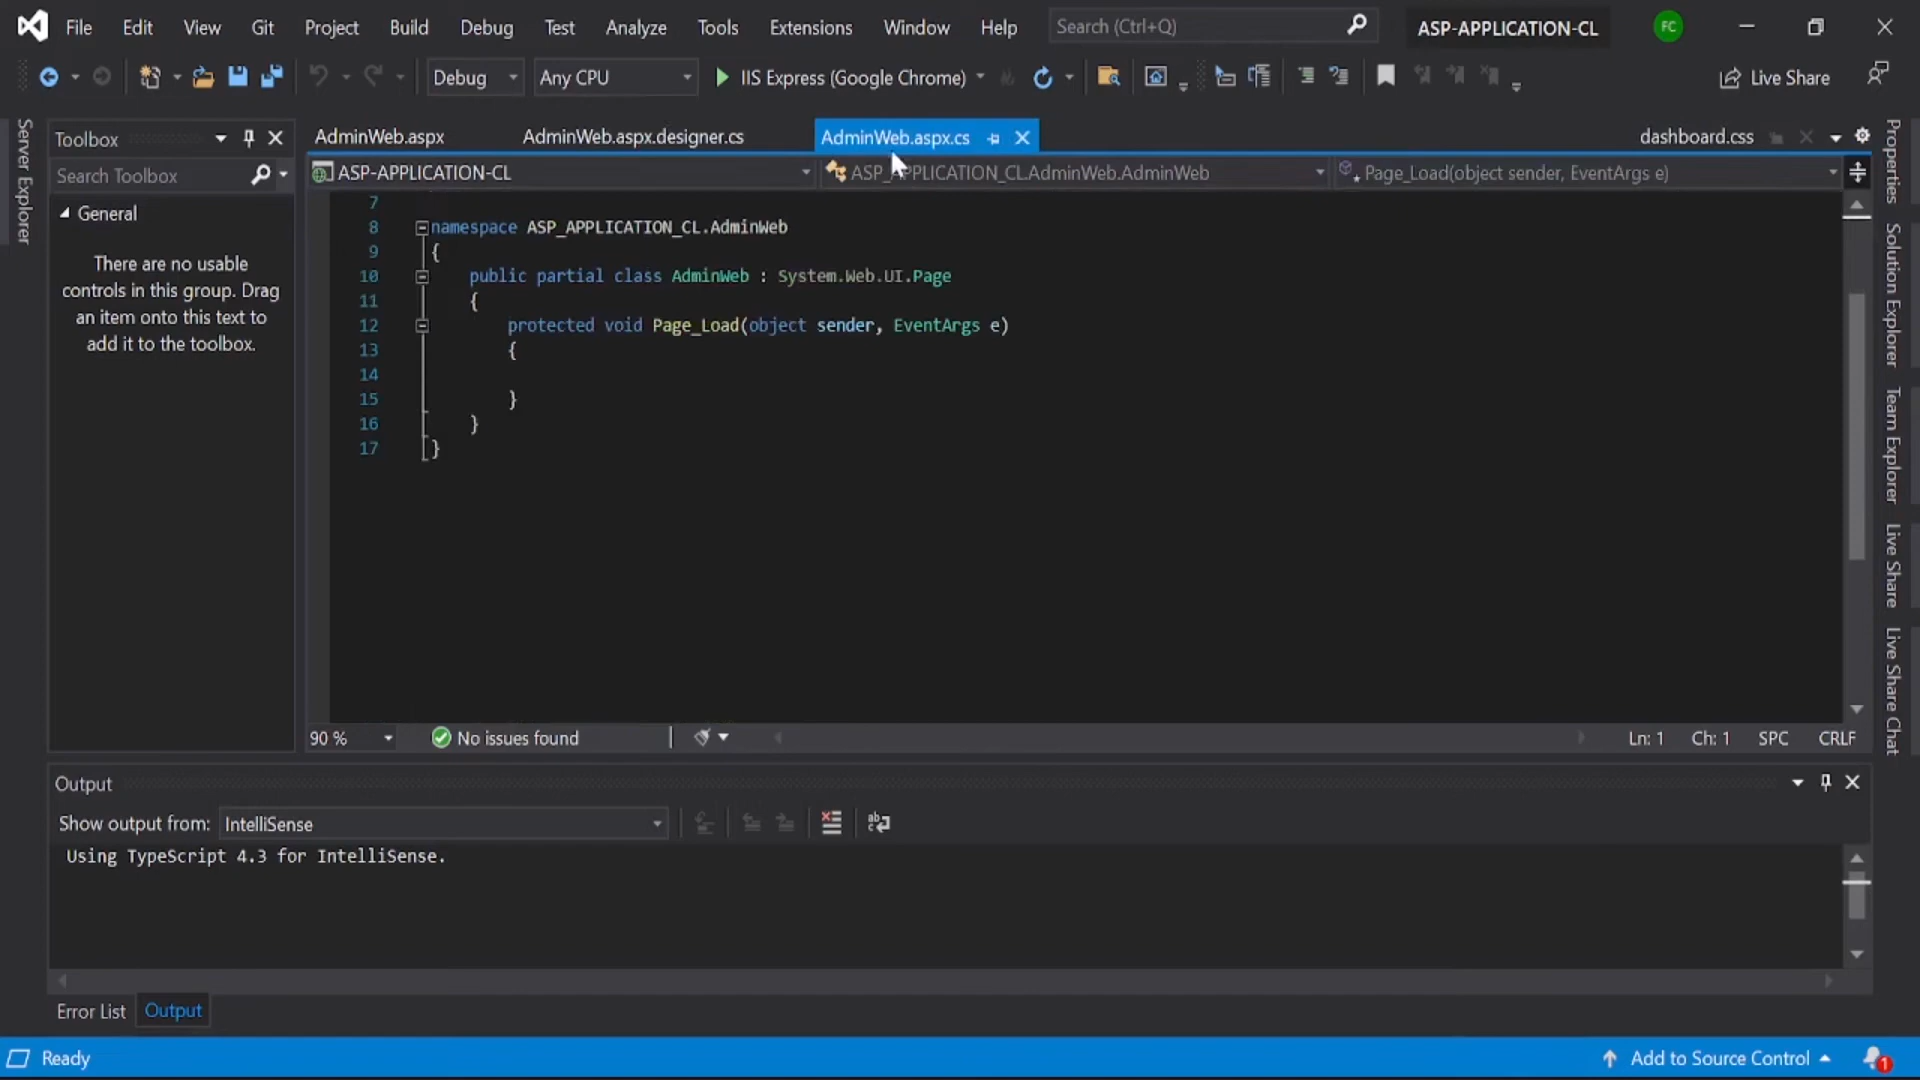 File Edit View Git Project Build Debug Test Analyze Tools Extensions Window Help Search (Ctrl+Q) ASP-APPLICATION-CL FC
Debug Any CPU IIS Express (Google Chrome) Live Share
Server Explorer
Toolbox
Search Toolbox
General
There are no usable
controls in this group. Drag
an item onto this text to
add it to the toolbox.
AdminWeb.aspx AdminWeb.aspx.designer.cs AdminWeb.aspx.cs dashboard.css
ASP-APPLICATION-CL ASP_APPLICATION_CL.AdminWeb.AdminWeb Page_Load(object sender, EventArgs e)
7
8 namespace ASP_APPLICATION_CL.AdminWeb
9 {
10 public partial class AdminWeb : System.Web.UI.Page
11 {
12 protected void Page_Load(object sender, EventArgs e)
13 {
14
15 }
16 }
17 }
90 % No issues found Ln: 1 Ch: 1 SPC CRLF
Properties
Solution Explorer
Team Explorer
Live Share
Live Share Chat
Output
Show output from: IntelliSense
Using TypeScript 4.3 for IntelliSense.
Error List Output
Ready Add to Source Control 1